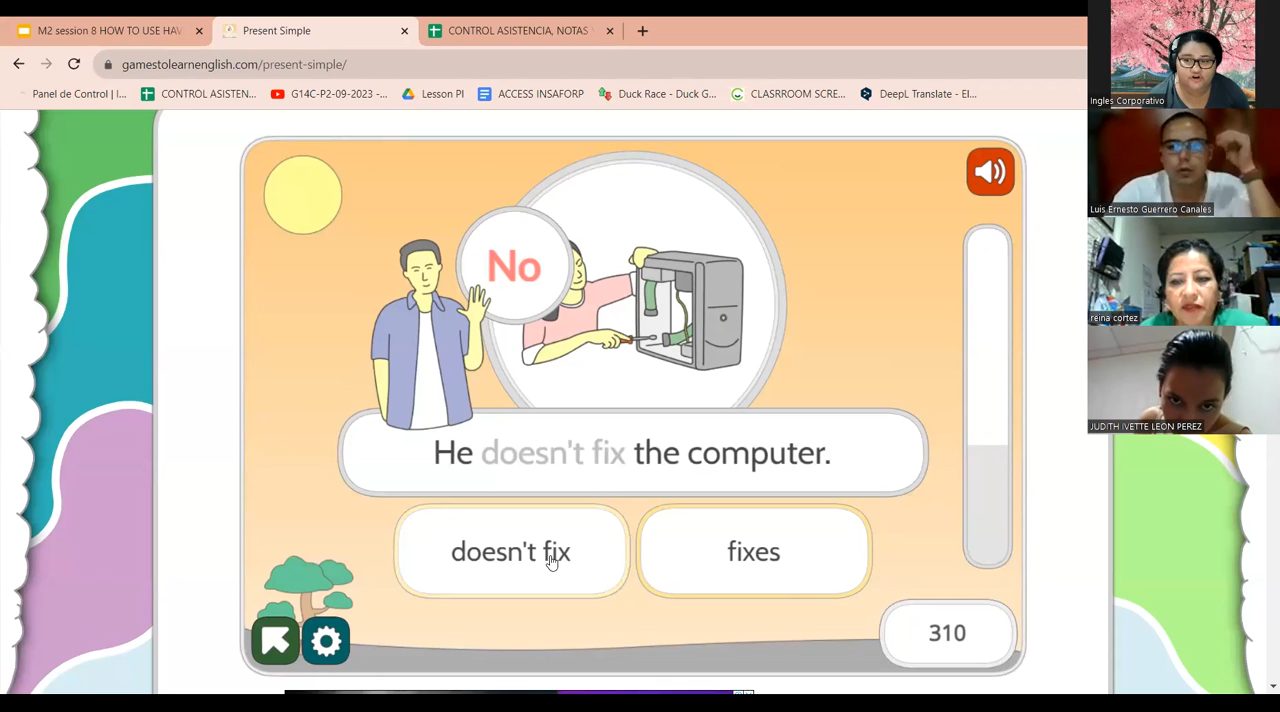 M2 session 8 HOW TO USE HAV
Present Simple
CONTROL ASISTENCIA, NOTAS
gamestolearnenglish.com/present-simple/
Panel de Control | I...
CONTROL ASISTEN...
G14C-P2-09-2023 -...
Lesson Pl
ACCESS INSAFORP
Duck Race - Duck G...
CLASRROOM SCRE...
DeepL Translate - El...
Ingles Corporativo
Luis Ernesto Guerrero Canales
reina cortez
JUDITH IVETTE LEON PEREZ
No
He doesn't fix the computer.
doesn't fix
fixes
310